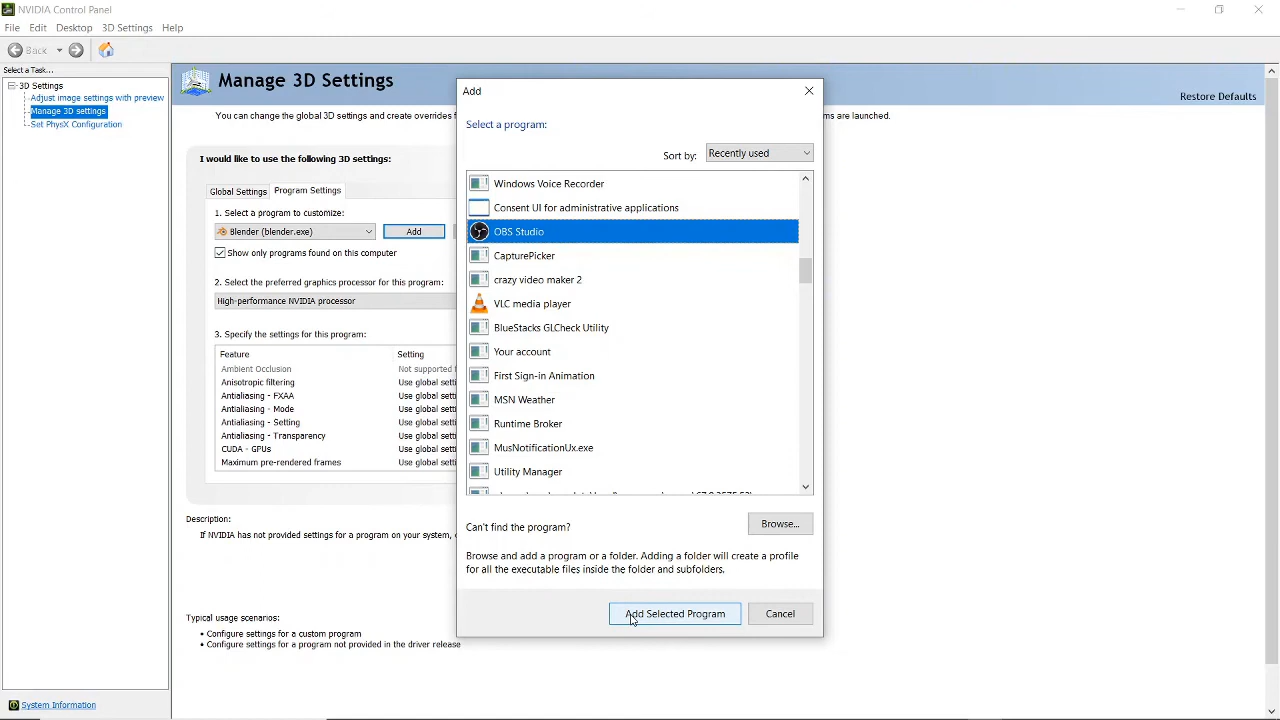 NVIDIA Control Panel
File Edit Desktop 3D Settings Help
Back
Select a Task...
3D Settings
Adjust image settings with preview
Manage 3D settings
Set PhysX Configuration
System Information
Manage 3D Settings
Restore Defaults
You can change the global 3D settings and create overrides f
ms are launched.
I would like to use the following 3D settings:
Global Settings
Program Settings
1. Select a program to customize:
Blender (blender.exe)
Add
Show only programs found on this computer
2. Select the preferred graphics processor for this program:
High-performance NVIDIA processor
3. Specify the settings for this program:
Feature Setting
Ambient Occlusion Not supported f
Anisotropic filtering Use global setti
Antialiasing - FXAA Use global setti
Antialiasing - Mode Use global setti
Antialiasing - Setting Use global setti
Antialiasing - Transparency Use global setti
CUDA - GPUs Use global setti
Maximum pre-rendered frames Use global setti
Description:
If NVIDIA has not provided settings for a program on your system, c
Typical usage scenarios:
• Configure settings for a custom program
• Configure settings for a program not provided in the driver release
Add
Select a program:
Sort by: Recently used
Windows Voice Recorder
Consent UI for administrative applications
OBS Studio
CapturePicker
crazy video maker 2
VLC media player
BlueStacks GLCheck Utility
Your account
First Sign-in Animation
MSN Weather
Runtime Broker
MusNotificationUx.exe
Utility Manager
Can't find the program?
Browse...
Browse and add a program or a folder. Adding a folder will create a profile
for all the executable files inside the folder and subfolders.
Add Selected Program
Cancel